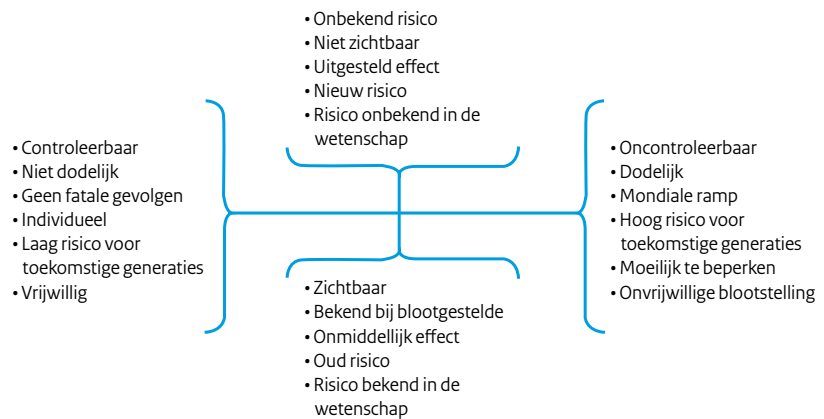 • Onbekend risico
• Niet zichtbaar
• Uitgesteld effect
• Nieuw risico
• Risico onbekend in de
wetenschap
• Controleerbaar
• Niet dodelijk
• Geen fatale gevolgen
• Individueel
• Laag risico voor
toekomstige generaties
• Vrijwillig
• Oncontroleerbaar
• Dodelijk
• Mondiale ramp
• Hoog risico voor
toekomstige generaties
• Moeilijk te beperken
• Onvrijwillige blootstelling
• Zichtbaar
• Bekend bij blootgestelde
• Onmiddellijk effect
• Oud risico
• Risico bekend in de
wetenschap